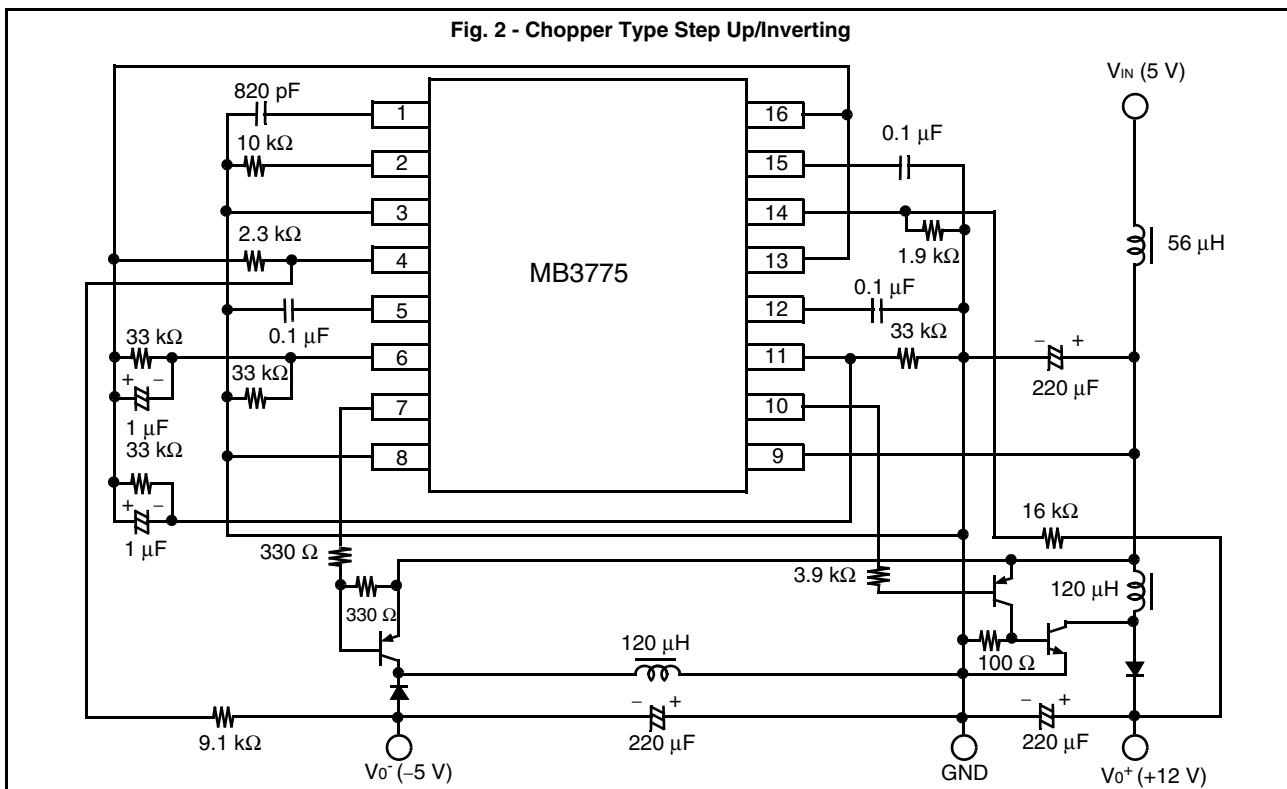 Fig. 2 - Chopper Type Step Up/Inverting
VIN (5 V)
820 pF
1
16
0.1 μF
10 kΩ
2
15
3
14
2.3 kΩ
56 μH
4
13
1.9 kΩ
MB3775
0.1 μF
5
12
33 kΩ
0.1 μF
33 kΩ
6
11
− +
+ −
33 kΩ
220 μF
7
10
1 μF
33 kΩ
8
9
+ −
16 kΩ
1 μF
330 Ω
3.9 kΩ
120 μH
330 Ω
120 μH
100 Ω
− +
− +
9.1 kΩ
220 μF
220 μF
V0- (−5 V)
GND
V0+ (+12 V)